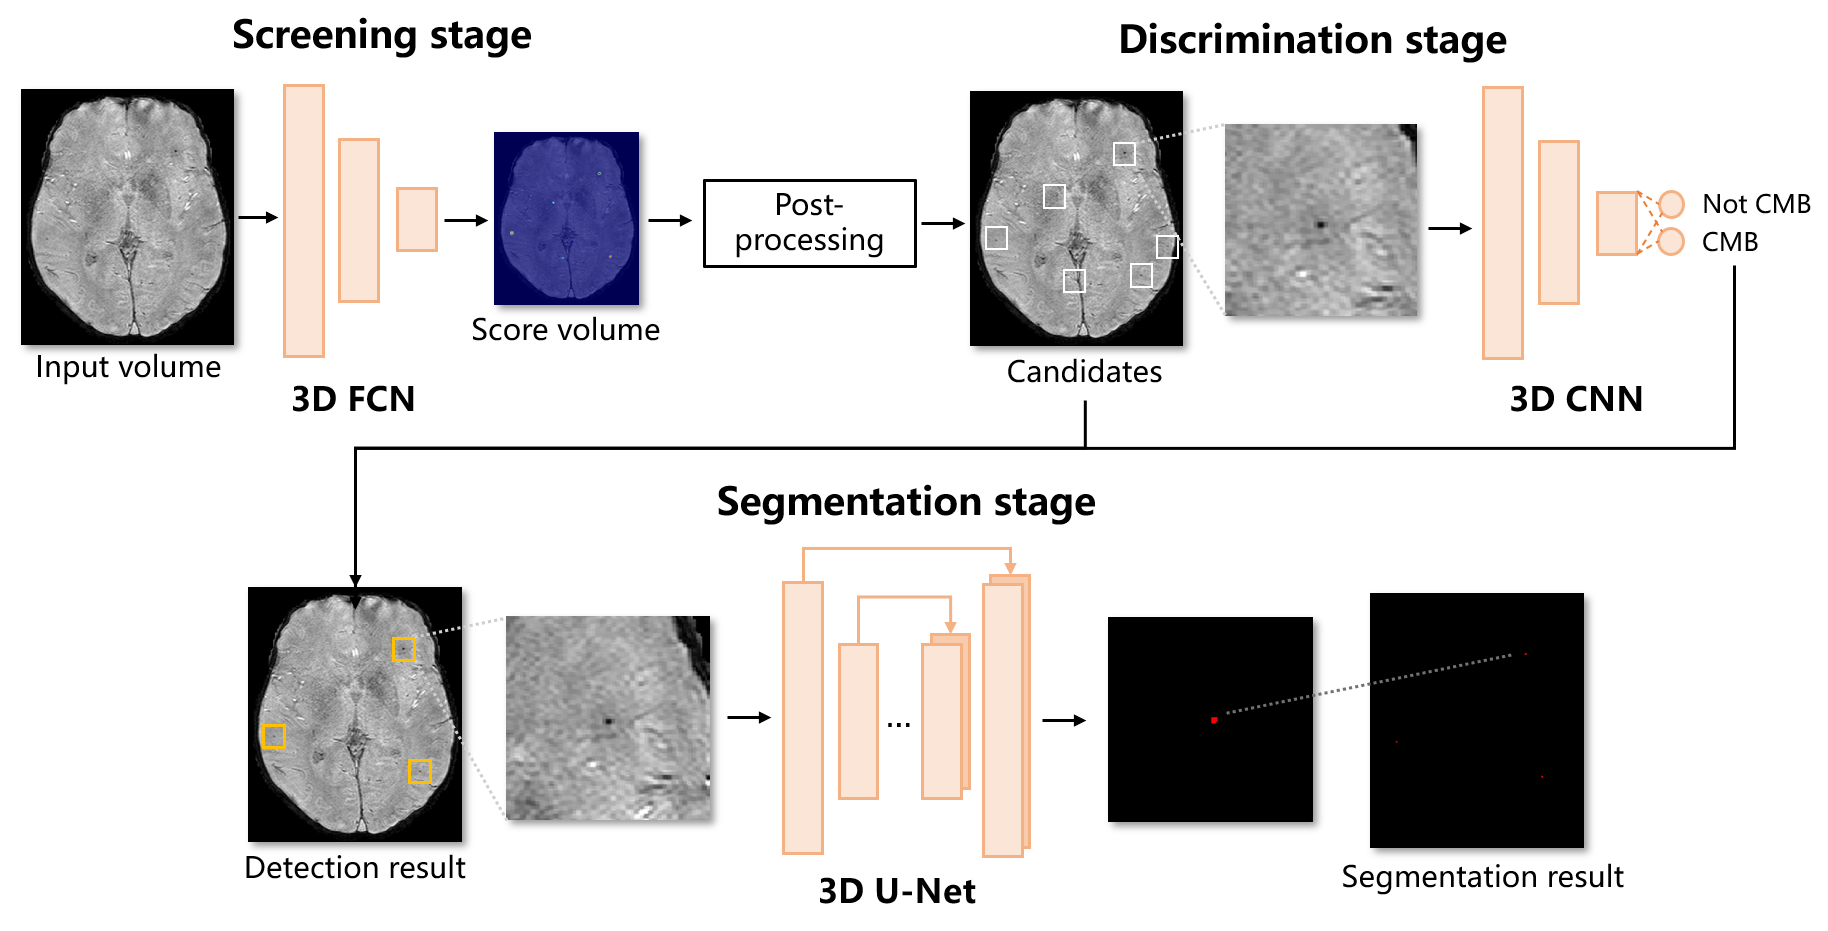 Screening stage
Discrimination stage
Input volume
3D FCN
Score volume
Post-
processing
Candidates
3D CNN
Not CMB
CMB
Segmentation stage
Detection result
...
3D U-Net
Segmentation result